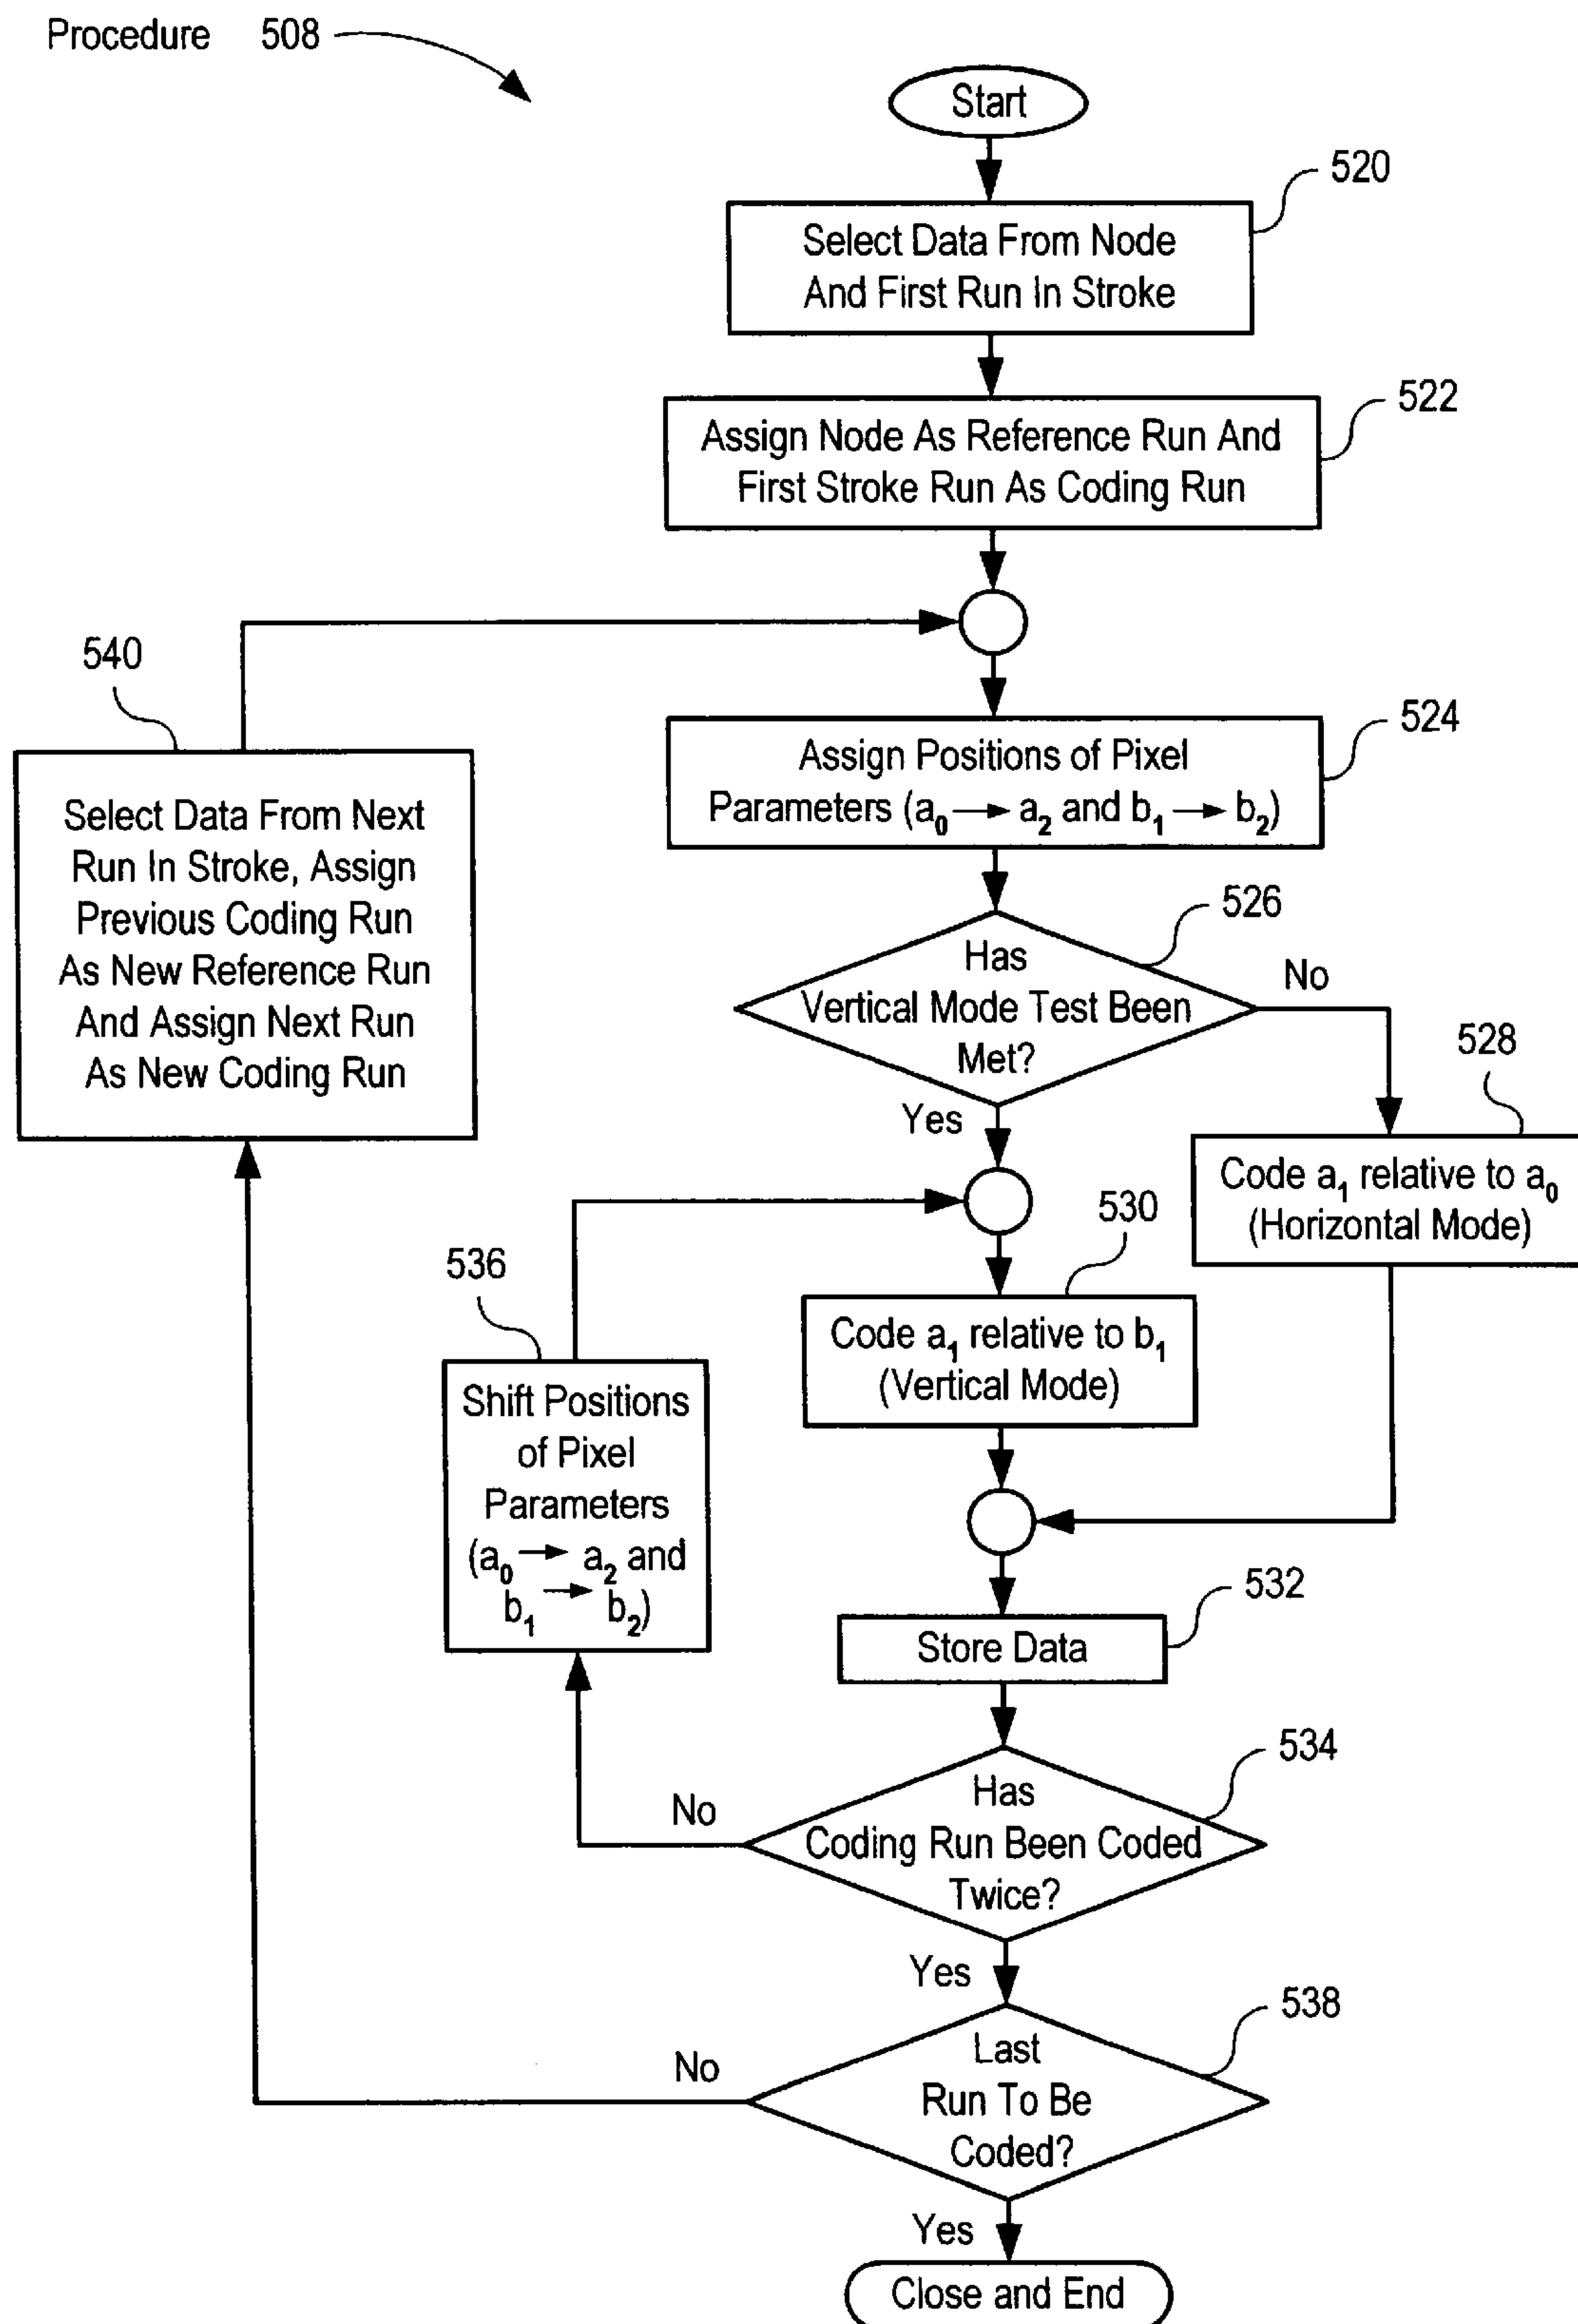 Procedure 508
Start
520
Select Data From Node
And First Run In Stroke
522
Assign Node As Reference Run And
First Stroke Run As Coding Run
540
Select Data From Next
Run In Stroke, Assign
Previous Coding Run
As New Reference Run
And Assign Next Run
As New Coding Run
524
Assign Positions of Pixel
Parameters (a₀ → a₂ and b₁ → b₂)
526
Has
Vertical Mode Test Been
Met?
No
Yes
528
Code a₁ relative to a₀
(Horizontal Mode)
530
Code a₁ relative to b₁
(Vertical Mode)
536
Shift Positions
of Pixel
Parameters
(a₀ → a₂ and
b₁ → b₂)
532
Store Data
534
Has
Coding Run Been Coded
Twice?
No
Yes
538
Last
Run To Be
Coded?
No
Yes
Close and End